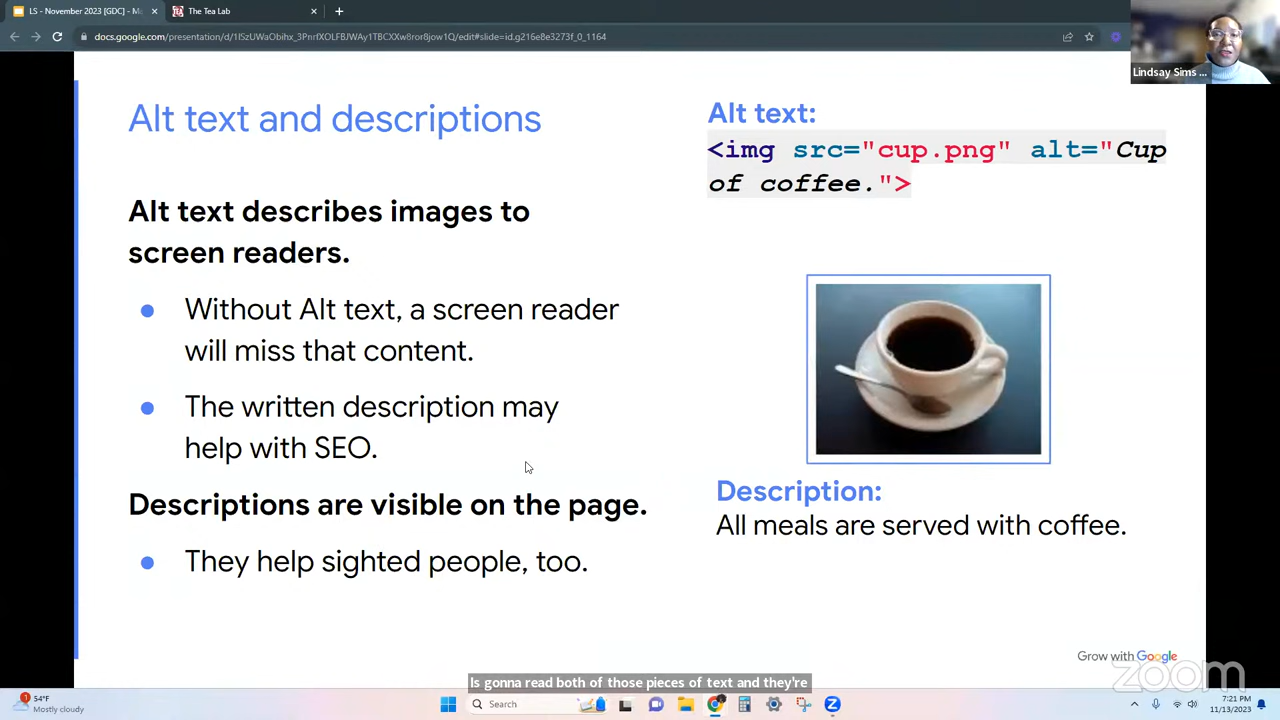 LS - November 2023 [GDC] - Mo
The Tea Lab
docs.google.com/presentation/d/1lSzUWaObihx_3PnrfXOLFBJWAy1TBCXXw8ror8jow1Q/edit#slide=id.g216e8e3273f_0_1164
Lindsay Sims ...
Alt text and descriptions
Alt text describes images to
screen readers.
Without Alt text, a screen reader
will miss that content.
The written description may
help with SEO.
Descriptions are visible on the page.
They help sighted people, too.
Alt text:
<img src="cup.png" alt="Cup
of coffee.">
Description:
All meals are served with coffee.
Grow with Google
zoom
Is gonna read both of those pieces of text and they're
1
54°F
Mostly cloudy
Search
7:21 PM
11/13/2023